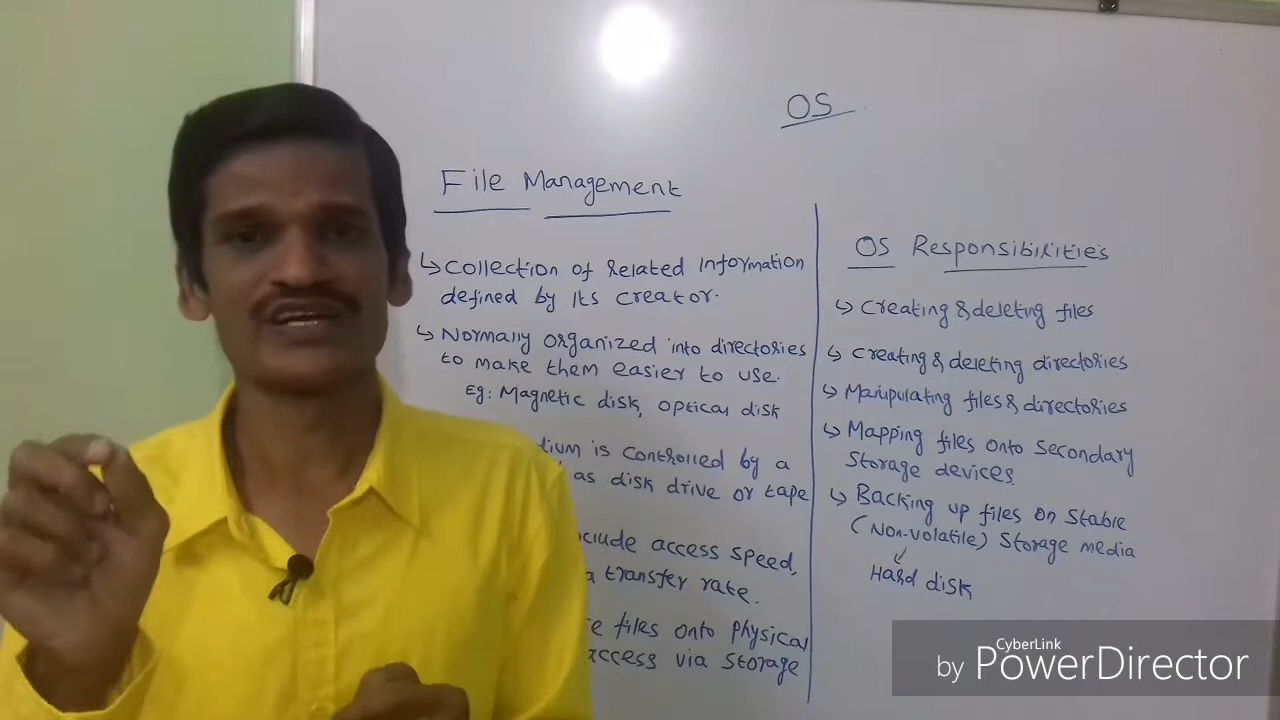 OS
File Management
↳ Collection of related information
defined by its creator.
↳ Normally organized into directories
to make them easier to use.
Eg: Magnetic disk, optical disk
is controlled by a
as disk drive or tape
access speed,
transfer rate.
files onto physical
via storage
OS Responsibilities
↳ Creating & deleting files
↳ Creating & deleting directories
↳ Manipulating files & directories
↳ Mapping files onto secondary
storage devices
↳ Backing up files on stable
(Non-volatile) storage media
Hard disk
CyberLink
by PowerDirector